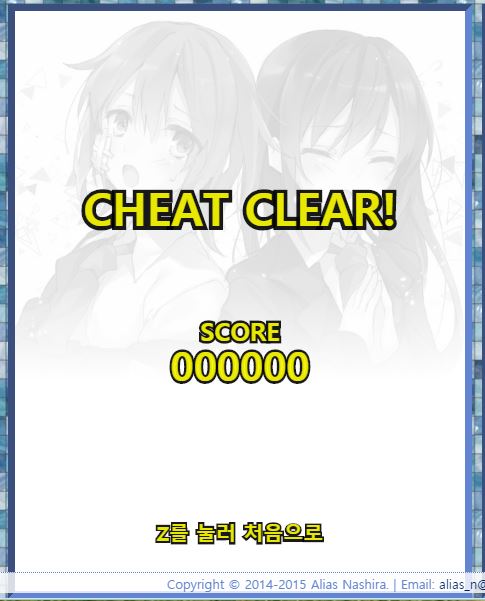 CHEAT CLEAR!
SCORE
000000
Z를 눌러 처음으로
Copyright © 2014-2015 Alias Nashira. | Email: alias_n@